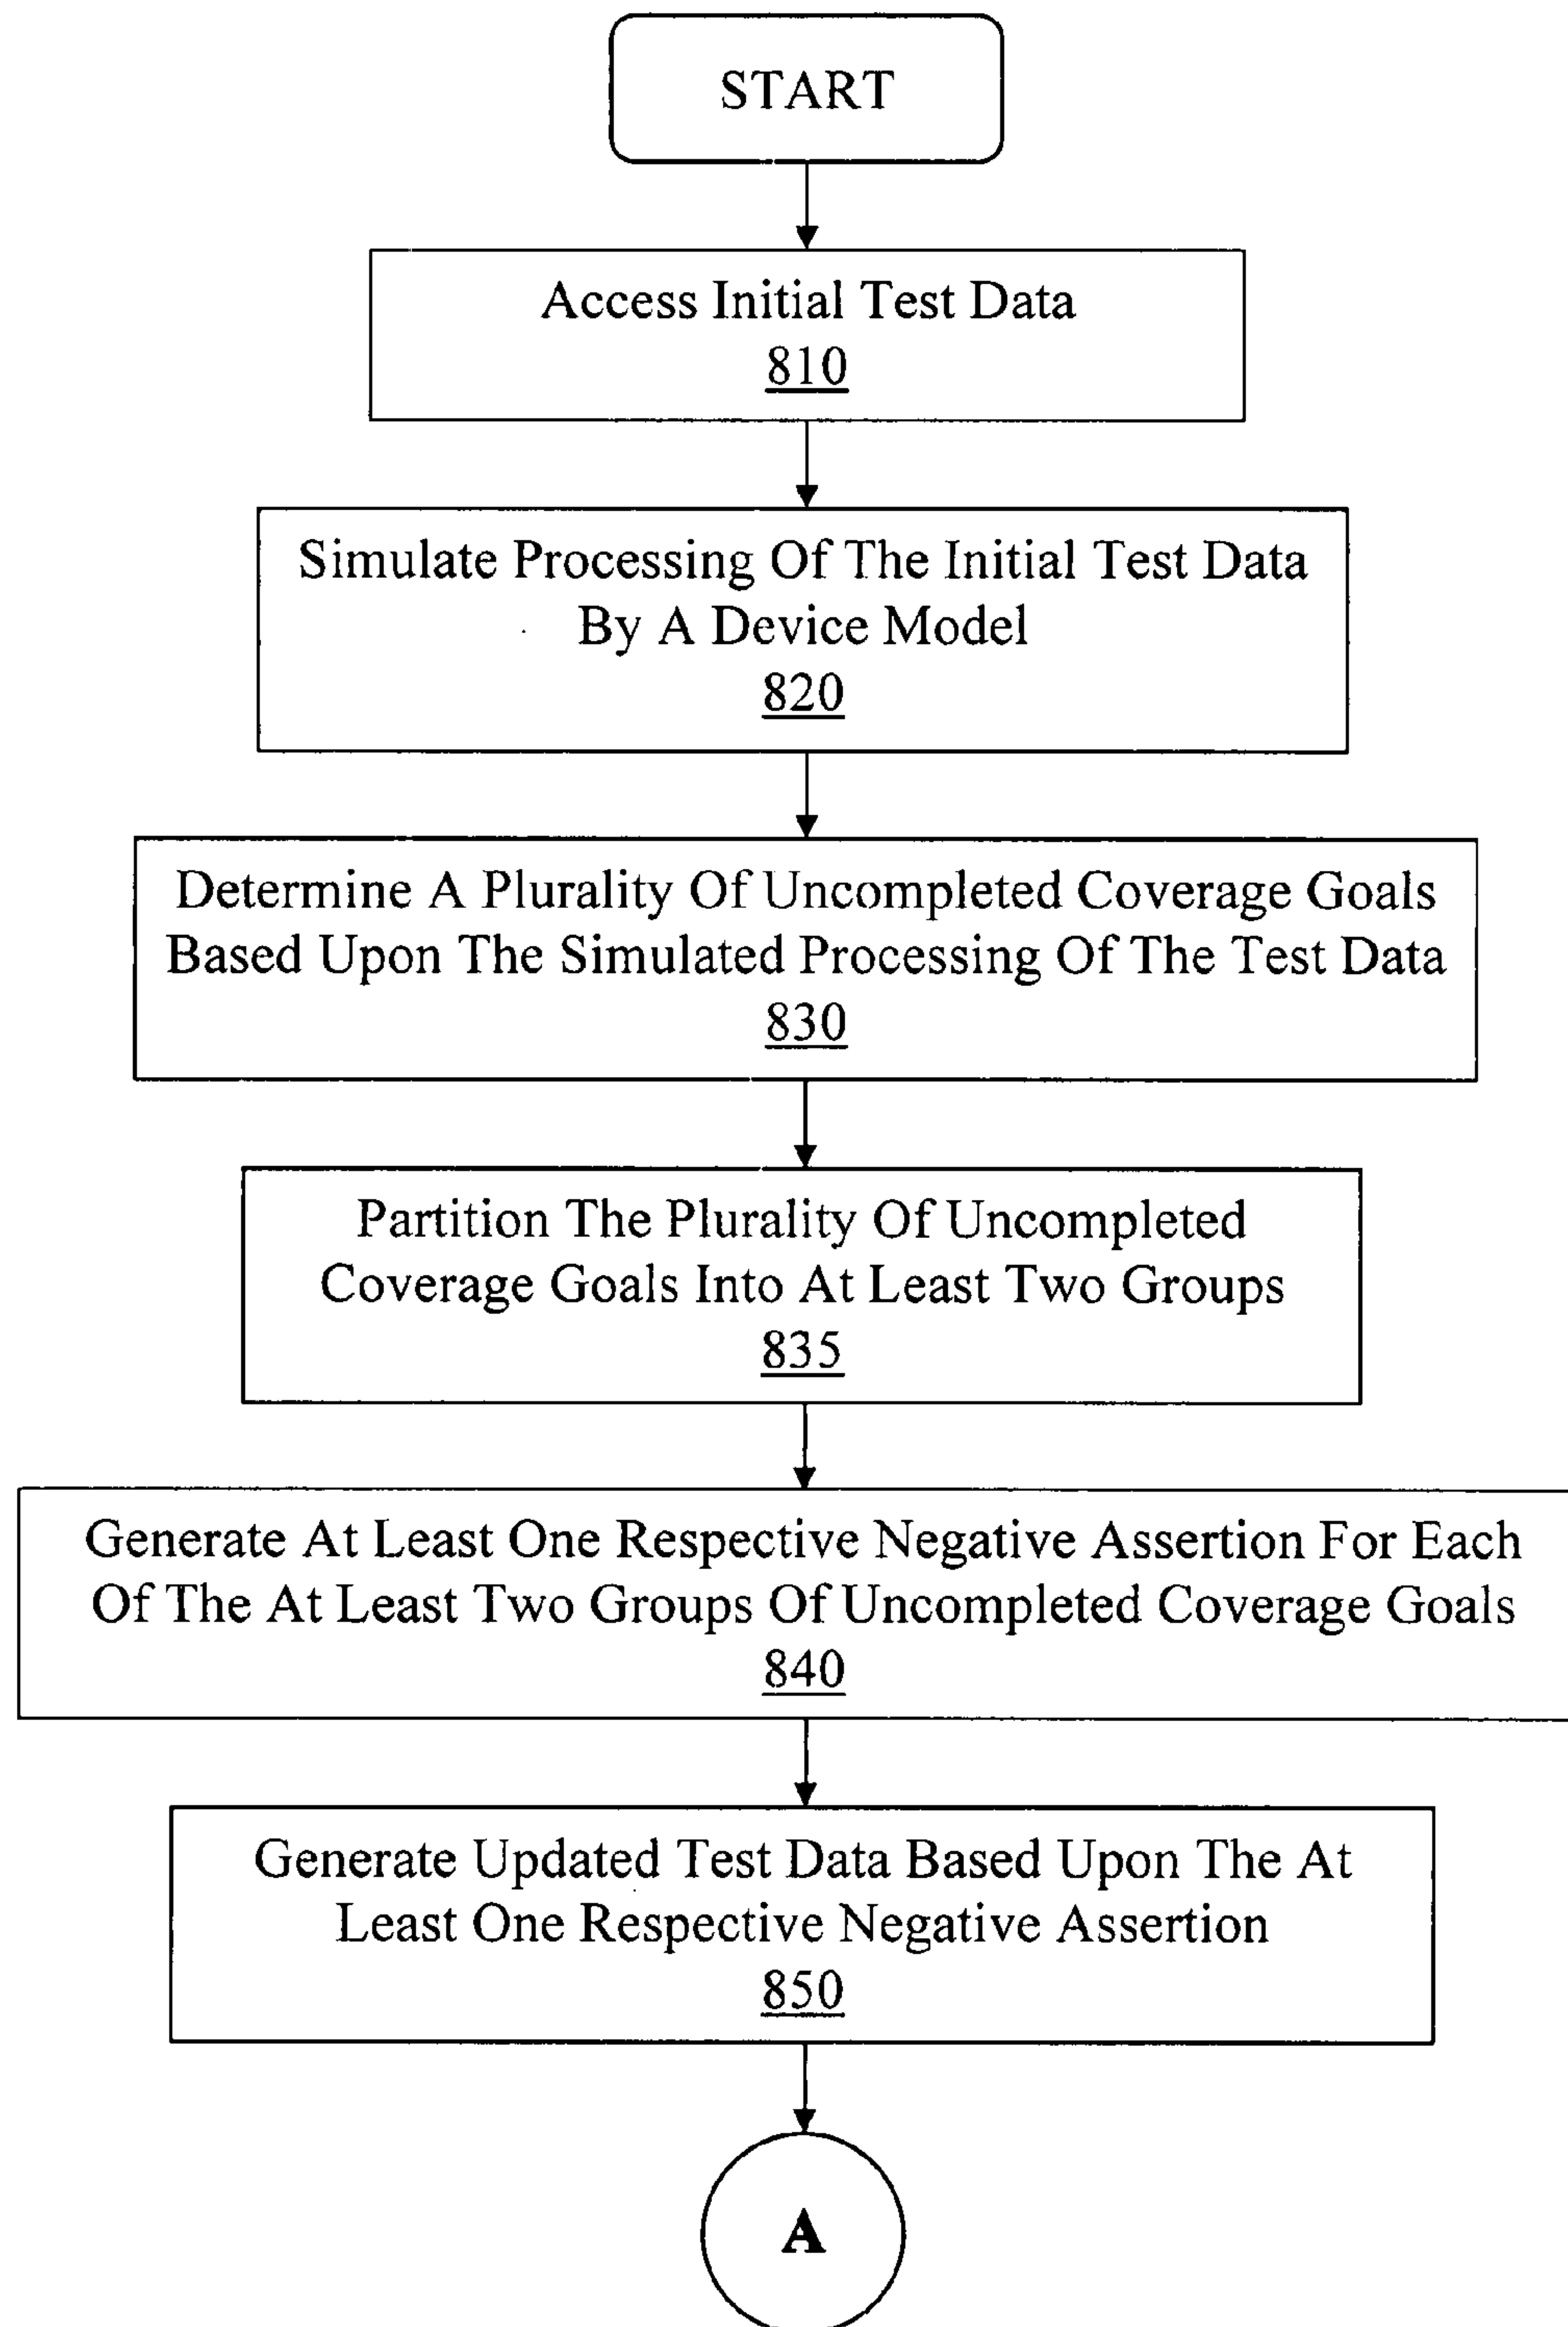 START
Access Initial Test Data
810
Simulate Processing Of The Initial Test Data
By A Device Model
820
Determine A Plurality Of Uncompleted Coverage Goals
Based Upon The Simulated Processing Of The Test Data
830
Partition The Plurality Of Uncompleted
Coverage Goals Into At Least Two Groups
835
Generate At Least One Respective Negative Assertion For Each
Of The At Least Two Groups Of Uncompleted Coverage Goals
840
Generate Updated Test Data Based Upon The At
Least One Respective Negative Assertion
850
A